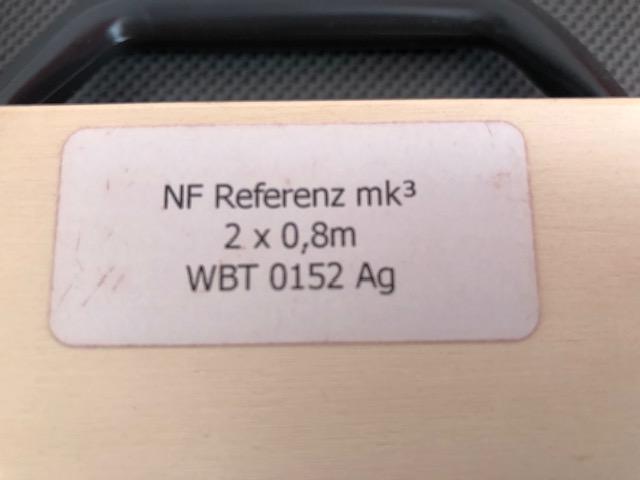 NF Referenz mk³
2 x 0,8m
WBT 0152 Ag